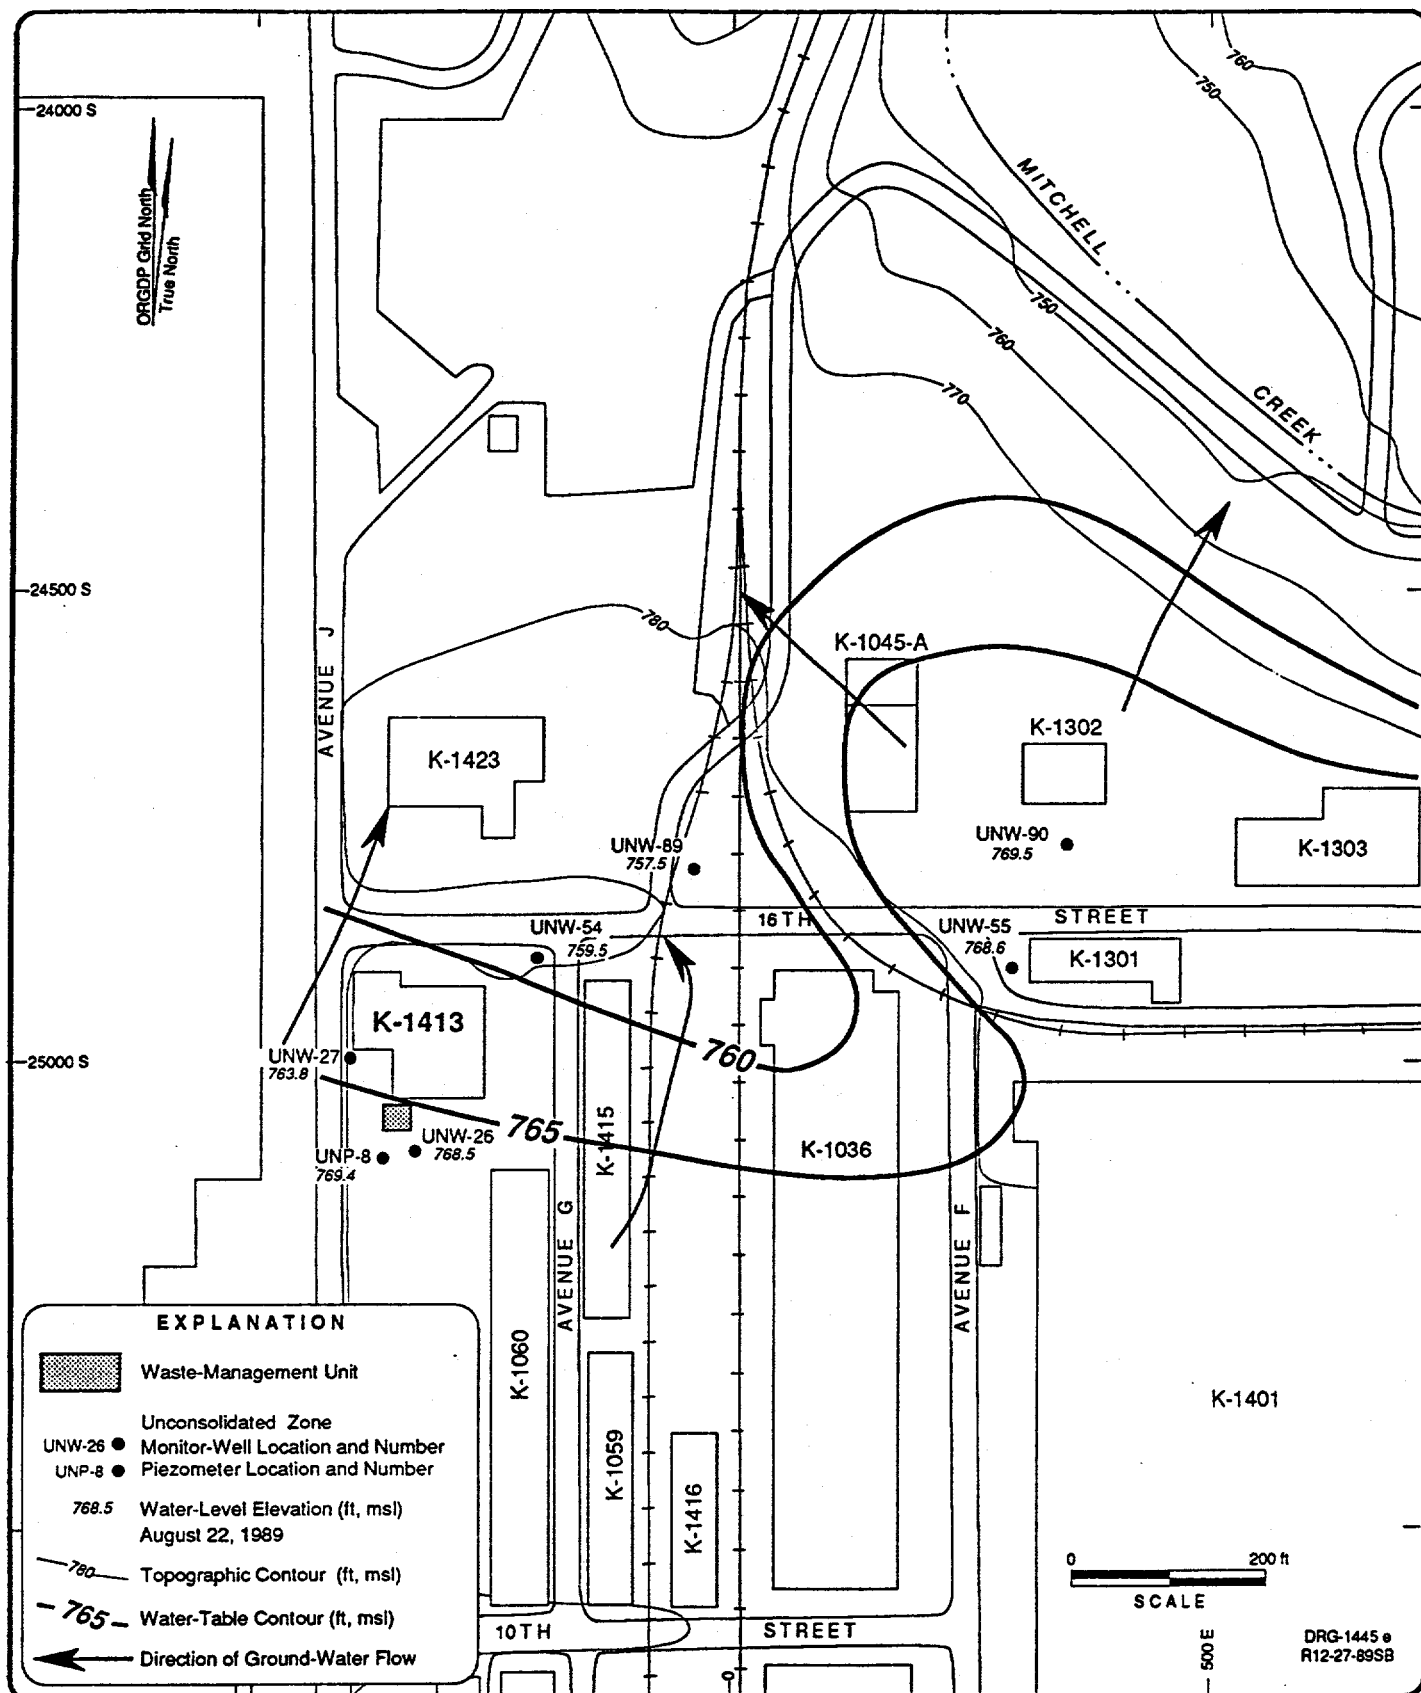 760
750
24000 S
MITCHELL
ORGDP Grid North
True North
750
760
770
CREEK
24500 S
780
AVENUE J
K-1045-A
K-1302
K-1423
UNW-89
757.5
UNW-90
769.5
K-1303
16TH STREET
UNW-54
759.5
UNW-55
768.6
K-1301
K-1413
UNW-27
763.8
25000 S
760
765
K-1415
UNW-26
768.5
UNP-8
769.4
K-1036
AVENUE G
AVENUE F
K-1060
K-1059
K-1416
K-1401
EXPLANATION
Waste-Management Unit
Unconsolidated Zone
UNW-26 Monitor-Well Location and Number
UNP-8 Piezometer Location and Number
768.5 Water-Level Elevation (ft, msl)
August 22, 1989
780 Topographic Contour (ft, msl)
765 Water-Table Contour (ft, msl)
Direction of Ground-Water Flow
10TH STREET
0 200 ft
SCALE
0
500 E
DRG-1445 e
R12-27-89SB